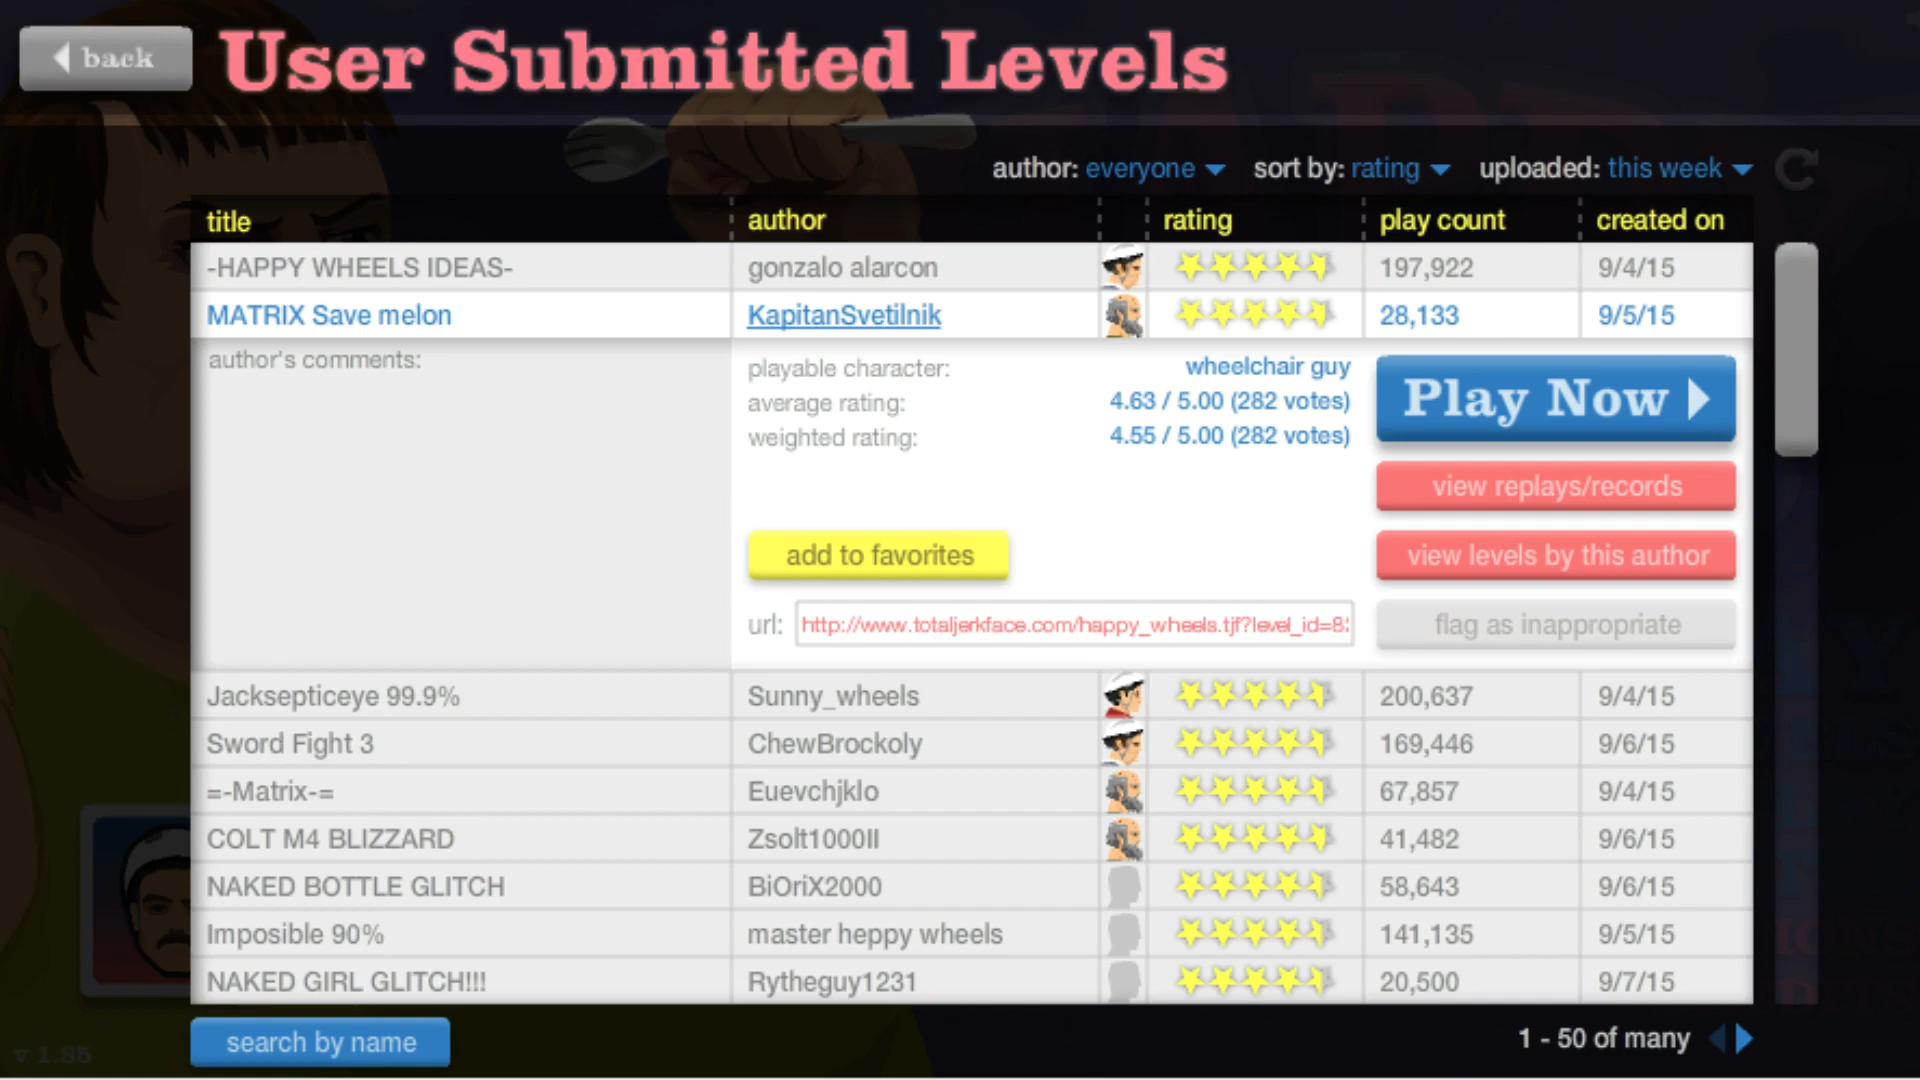 back
User Submitted Levels
author: everyone sort by: rating uploaded: this week
title author rating play count created on
-HAPPY WHEELS IDEAS- gonzalo alarcon 197,922 9/4/15
MATRIX Save melon KapitanSvetilnik 28,133 9/5/15
author's comments:
playable character: wheelchair guy
average rating: 4.63 / 5.00 (282 votes)
weighted rating: 4.55 / 5.00 (282 votes)
Play Now
view replays/records
add to favorites
view levels by this author
url: http://www.totaljerkface.com/happy_wheels.tjf?level_id=8
flag as inappropriate
Jacksepticeye 99.9% Sunny_wheels 200,637 9/4/15
Sword Fight 3 ChewBrockoly 169,446 9/6/15
=-Matrix-= Euevchjklo 67,857 9/4/15
COLT M4 BLIZZARD Zsolt1000II 41,482 9/6/15
NAKED BOTTLE GLITCH BiOriX2000 58,643 9/6/15
Imposible 90% master heppy wheels 141,135 9/5/15
NAKED GIRL GLITCH!!! Rytheguy1231 20,500 9/7/15
search by name
1 - 50 of many
v 1.85